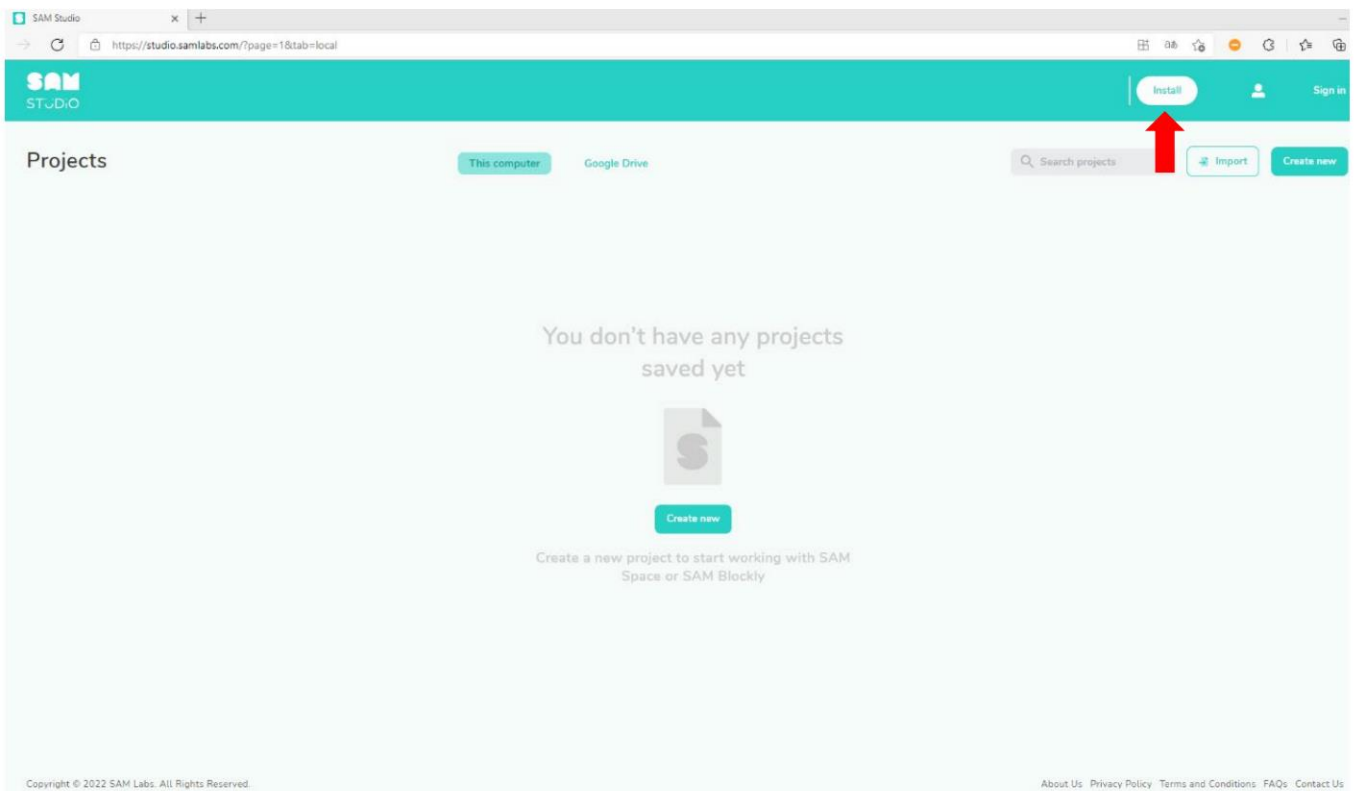 SAM Studio
https://studio.samlabs.com/?page=1&tab=local
SAM
STUDIO
Install
Sign in
Projects
This computer
Google Drive
Search projects
Import
Create new
You don't have any projects
saved yet
S
Create new
Create a new project to start working with SAM
Space or SAM Blockly
Copyright © 2022 SAM Labs. All Rights Reserved.
About Us Privacy Policy Terms and Conditions FAQs Contact Us